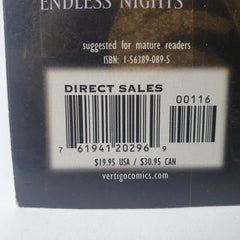 ENDLESS NIGHTS
suggested for mature readers
ISBN: 1-56389-089-5
DIRECT SALES
00116
7 61941 20296 9
$19.95 USA / $30.95 CAN
vertigocomics.com